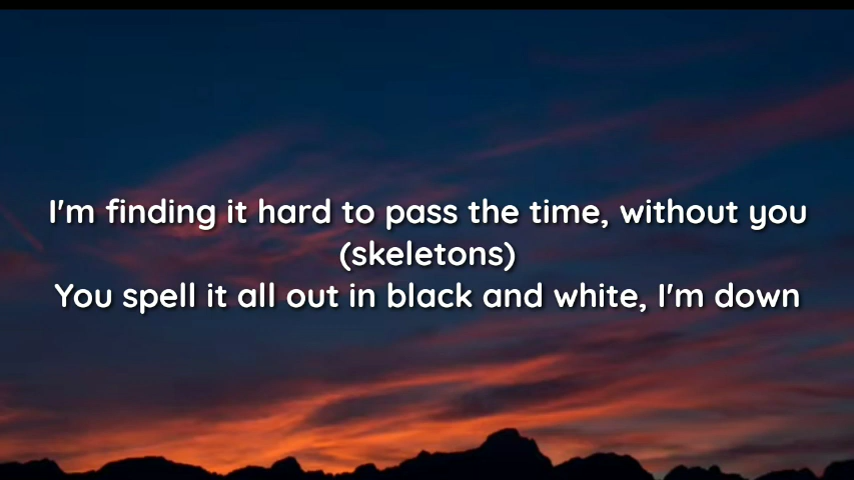 I'm finding it hard to pass the time, without you
(skeletons)
You spell it all out in black and white, I'm down